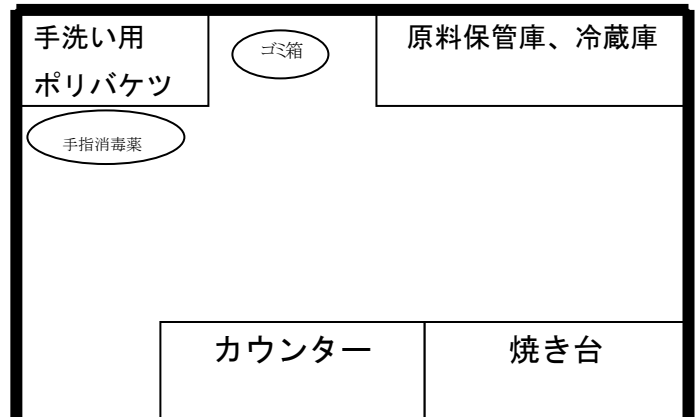 手洗い用
ポリバケツ
ゴミ箱
原料保管庫、冷蔵庫
手指消毒薬
カウンター
焼き台